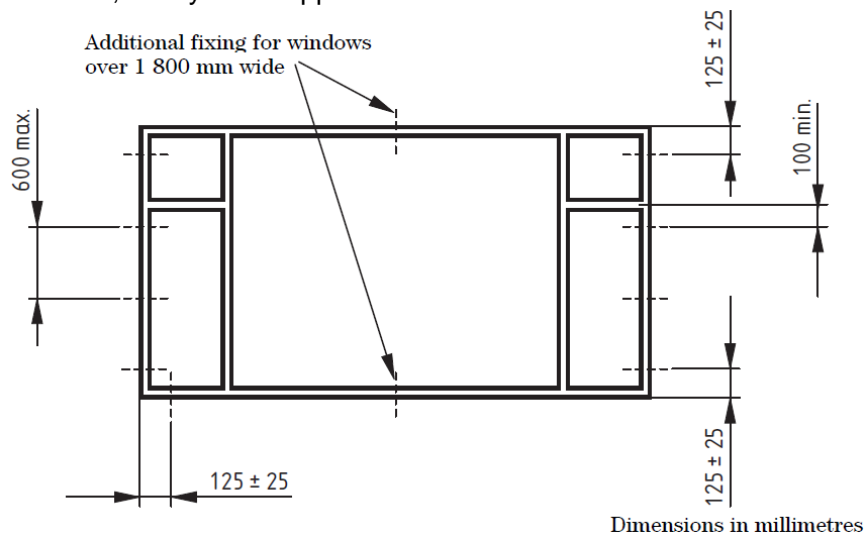 Additional fixing for windows
over 1 800 mm wide
125 ± 25
600 max.
100 min.
125 ± 25
125 ± 25
Dimensions in millimetres